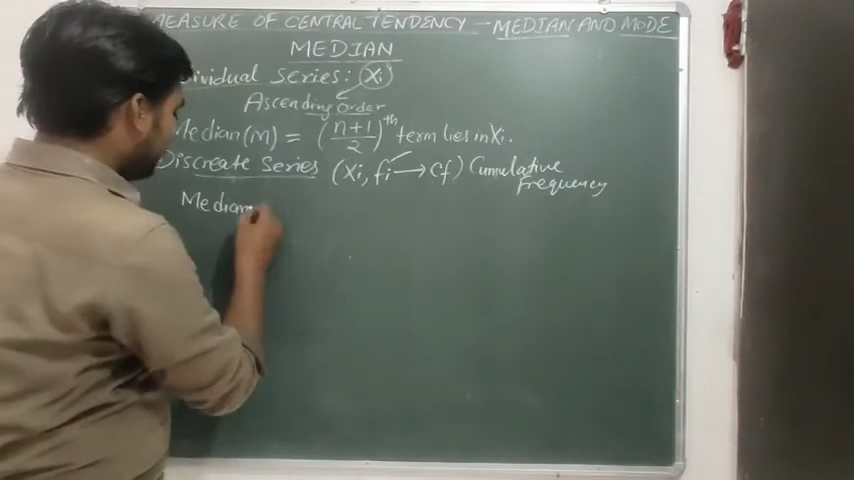 MEASURE OF CENTRAL TENDENCY - MEDIAN AND MODE
MEDIAN
dividual Series: (Xi)
Ascending Order
Median (M) = (n+1/2)th term lies in Xi.
Discreate Series (Xi, fi → Cf) Cumulative frequency
Median